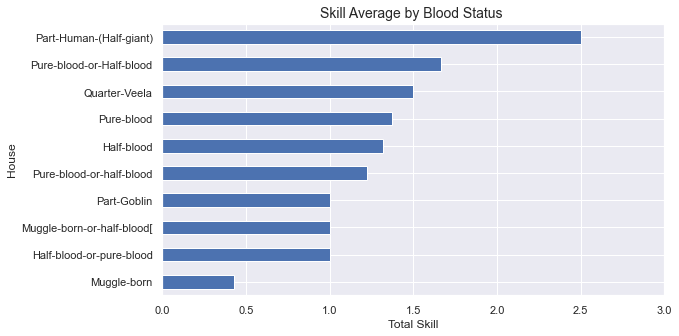 Skill Average by Blood Status
House
Part-Human-(Half-giant)
Pure-blood-or-Half-blood
Quarter-Veela
Pure-blood
Half-blood
Pure-blood-or-half-blood
Part-Goblin
Muggle-born-or-half-blood[
Half-blood-or-pure-blood
Muggle-born
0.0 0.5 1.0 1.5 2.0 2.5 3.0
Total Skill